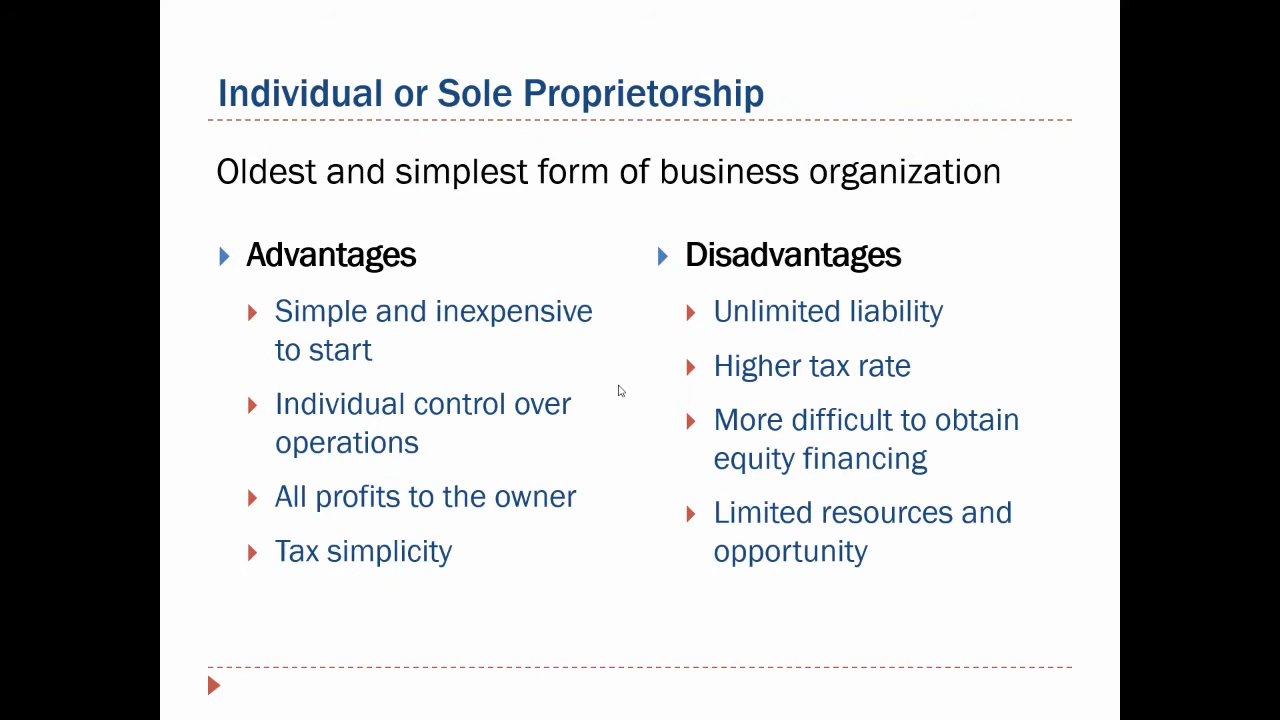 Individual or Sole Proprietorship
Oldest and simplest form of business organization
Advantages
Simple and inexpensive
to start
Individual control over
operations
All profits to the owner
Tax simplicity
Disadvantages
Unlimited liability
Higher tax rate
More difficult to obtain
equity financing
Limited resources and
opportunity